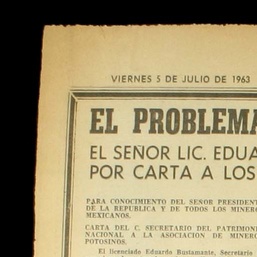 VIERNES 5 DE JULIO DE 1963
EL PROBLEMA
EL SEÑOR LIC. EDUA
POR CARTA A LOS
PARA CONOCIMIENTO DEL SEÑOR PRESIDENT
DE LA REPUBLICA Y DE TODOS LOS MINERO
MEXICANOS.
CARTA DEL C. SECRETARIO DEL PATRIMON
NACIONAL A LA ASOCIACION DE MINERO
POTOSINOS.
El licenciado Eduardo Bustamante, Secretario